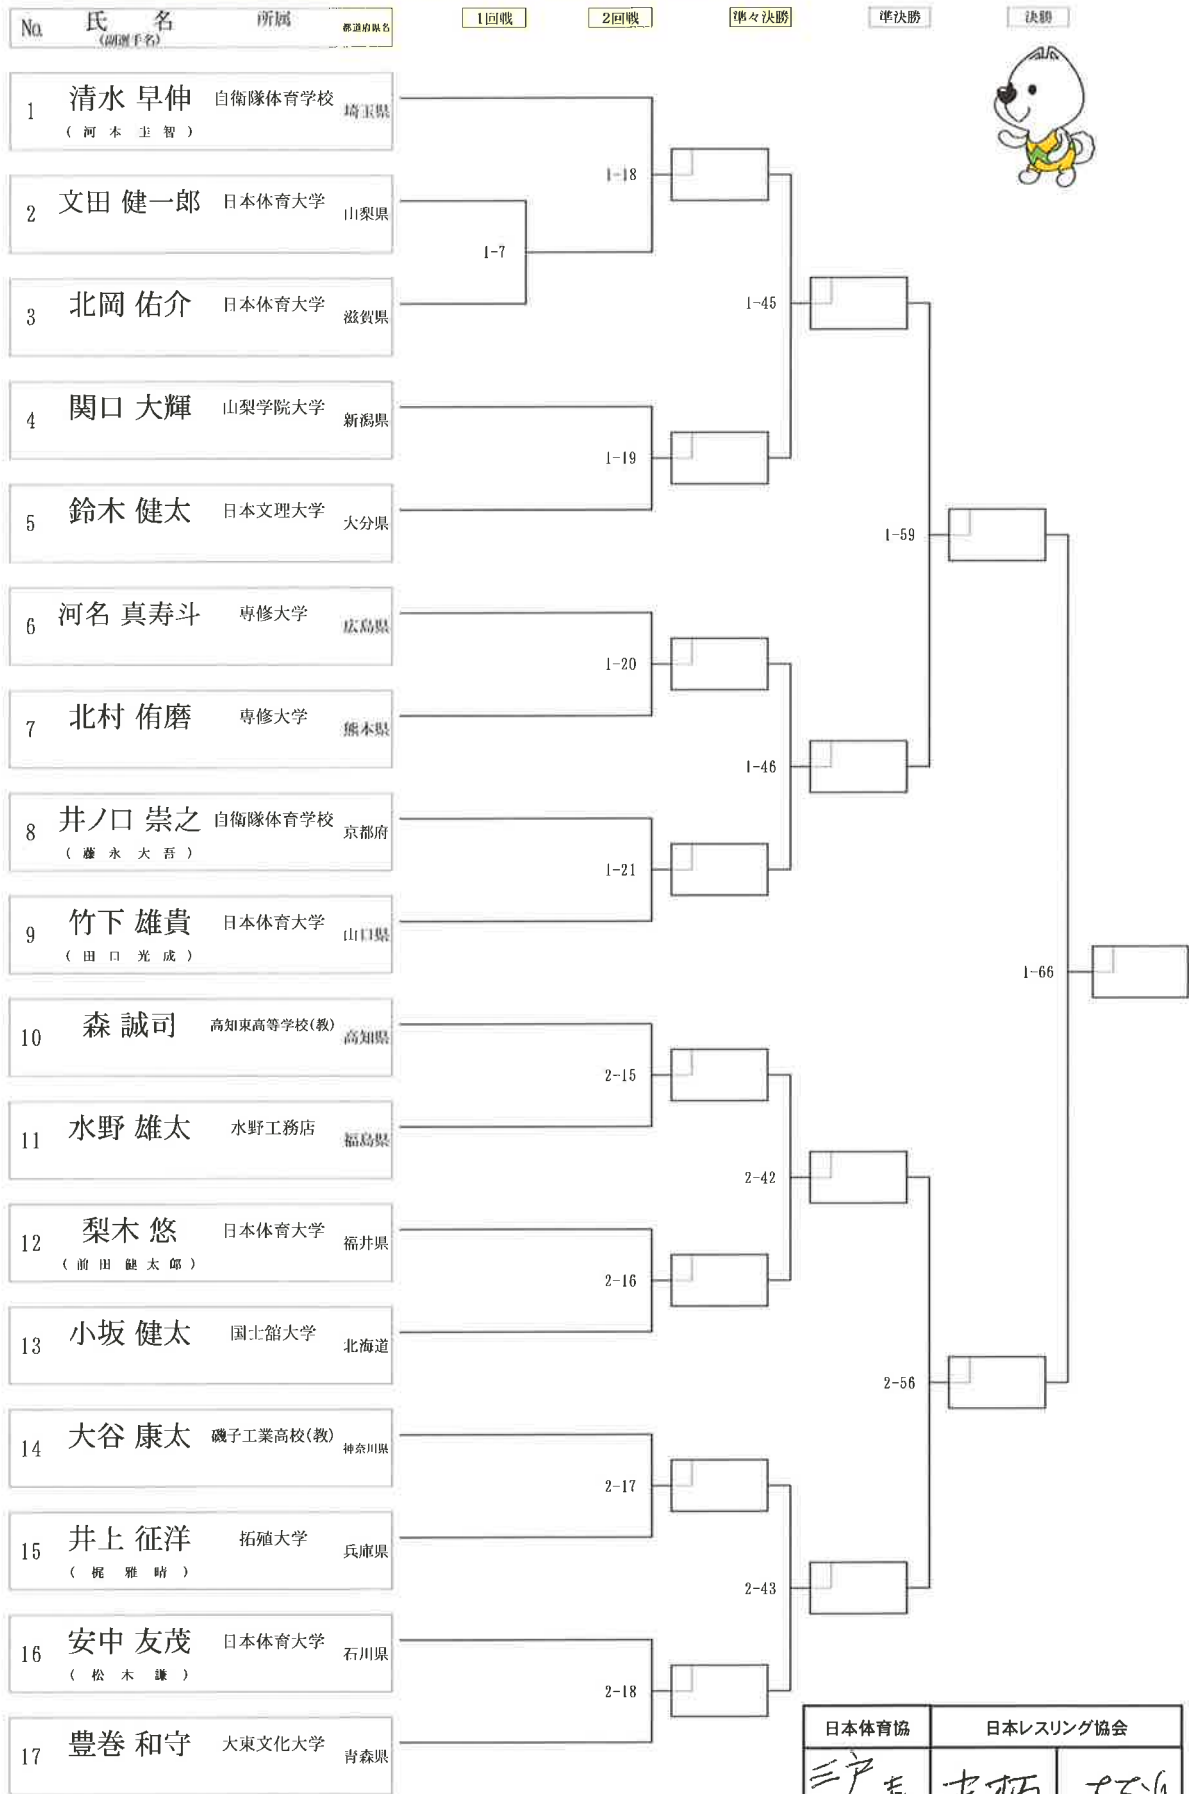 No. 氏 名 所属 都道府県名 1回戦 2回戦 準々決勝 準決勝 決勝
(副選手名)
1 清水 早伸 自衛隊体育学校 埼玉県
(河本圭智)
1-18
2 文田 健一郎 日本体育大学 山梨県
1-7
3 北岡 佑介 日本体育大学 滋賀県
1-45
4 関口 大輝 山梨学院大学 新潟県
1-19
5 鈴木 健太 日本文理大学 大分県
1-59
6 河名 真寿斗 専修大学 広島県
1-20
7 北村 侑磨 専修大学 熊本県
1-46
8 井ノ口 崇之 自衛隊体育学校 京都府
(藤永大吾)
1-21
9 竹下 雄貴 日本体育大学 山口県
(田口光成)
1-66
10 森 誠司 高知東高等学校(教) 高知県
2-15
11 水野 雄太 水野工務店 福島県
2-42
12 梨木 悠 日本体育大学 福井県
(前田健太郎)
2-16
13 小坂 健太 国士舘大学 北海道
2-56
14 大谷 康太 磯子工業高校(教) 神奈川県
2-17
15 井上 征洋 拓殖大学 兵庫県
(梶雅晴)
2-43
16 安中 友茂 日本体育大学 石川県
(松木謙)
2-18
17 豊巻 和守 大東文化大学 青森県
日本体育協 日本レスリング協会